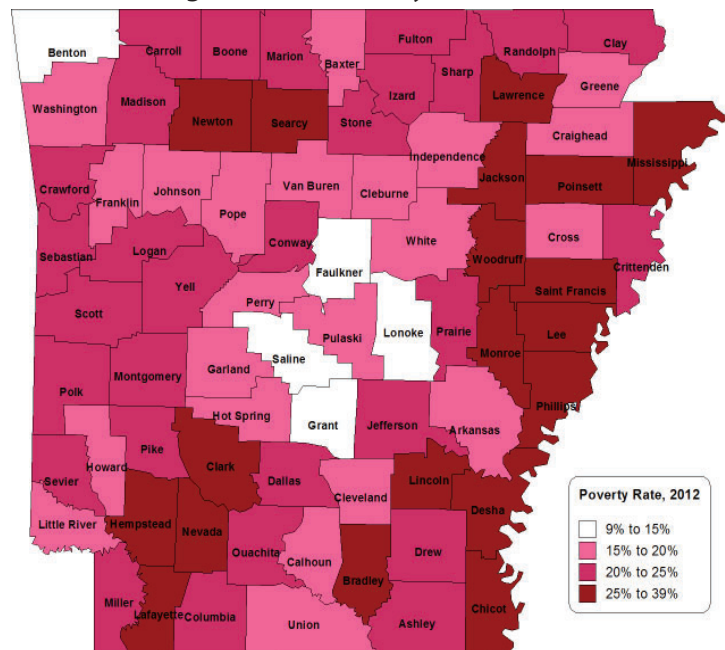 Benton
Carroll
Boone
Marion
Baxter
Fulton
Randolph
Clay
Washington
Madison
Newton
Searcy
Stone
Izard
Sharp
Lawrence
Greene
Craighead
Mississippi
Crawford
Franklin
Johnson
Pope
Van Buren
Cleburne
Independence
Jackson
Poinsett
Sebastian
Logan
Conway
Faulkner
White
Woodruff
Cross
Crittenden
Scott
Yell
Perry
Pulaski
Lonoke
Prairie
Saint Francis
Lee
Monroe
Phillips
Polk
Montgomery
Garland
Saline
Hot Spring
Grant
Jefferson
Arkansas
Sevier
Howard
Pike
Clark
Dallas
Cleveland
Lincoln
Desha
Little River
Hempstead
Nevada
Ouachita
Calhoun
Bradley
Drew
Chicot
Miller
Lafayette
Columbia
Union
Ashley
Poverty Rate, 2012
9% to 15%
15% to 20%
20% to 25%
25% to 39%